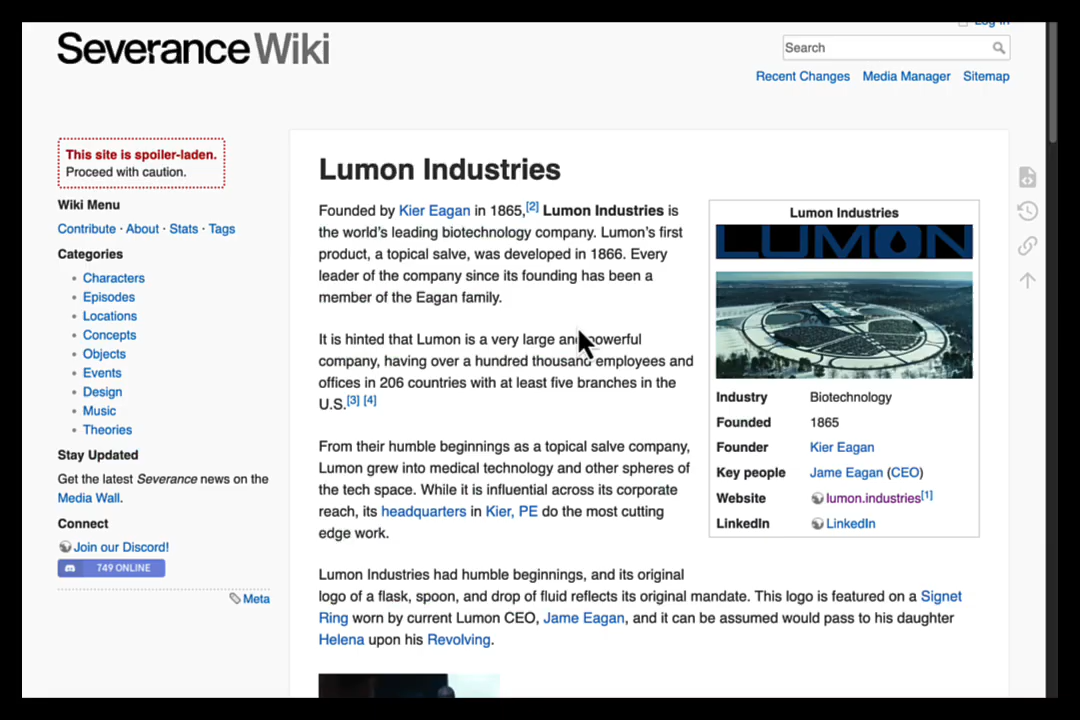 Log In
Severance Wiki
Search
Recent Changes Media Manager Sitemap
This site is spoiler-laden.
Proceed with caution.
Wiki Menu
Contribute · About · Stats · Tags
Categories
Characters
Episodes
Locations
Concepts
Objects
Events
Design
Music
Theories
Stay Updated
Get the latest Severance news on the
Media Wall.
Connect
Join our Discord!
749 ONLINE
Meta
Lumon Industries
Founded by Kier Eagan in 1865,[2] Lumon Industries is
the world's leading biotechnology company. Lumon's first
product, a topical salve, was developed in 1866. Every
leader of the company since its founding has been a
member of the Eagan family.
It is hinted that Lumon is a very large and powerful
company, having over a hundred thousand employees and
offices in 206 countries with at least five branches in the
U.S.[3] [4]
From their humble beginnings as a topical salve company,
Lumon grew into medical technology and other spheres of
the tech space. While it is influential across its corporate
reach, its headquarters in Kier, PE do the most cutting
edge work.
Lumon Industries had humble beginnings, and its original
logo of a flask, spoon, and drop of fluid reflects its original mandate. This logo is featured on a Signet
Ring worn by current Lumon CEO, Jame Eagan, and it can be assumed would pass to his daughter
Helena upon his Revolving.
Lumon Industries
LUMON
Industry Biotechnology
Founded 1865
Founder Kier Eagan
Key people Jame Eagan (CEO)
Website lumon.industries[1]
LinkedIn LinkedIn